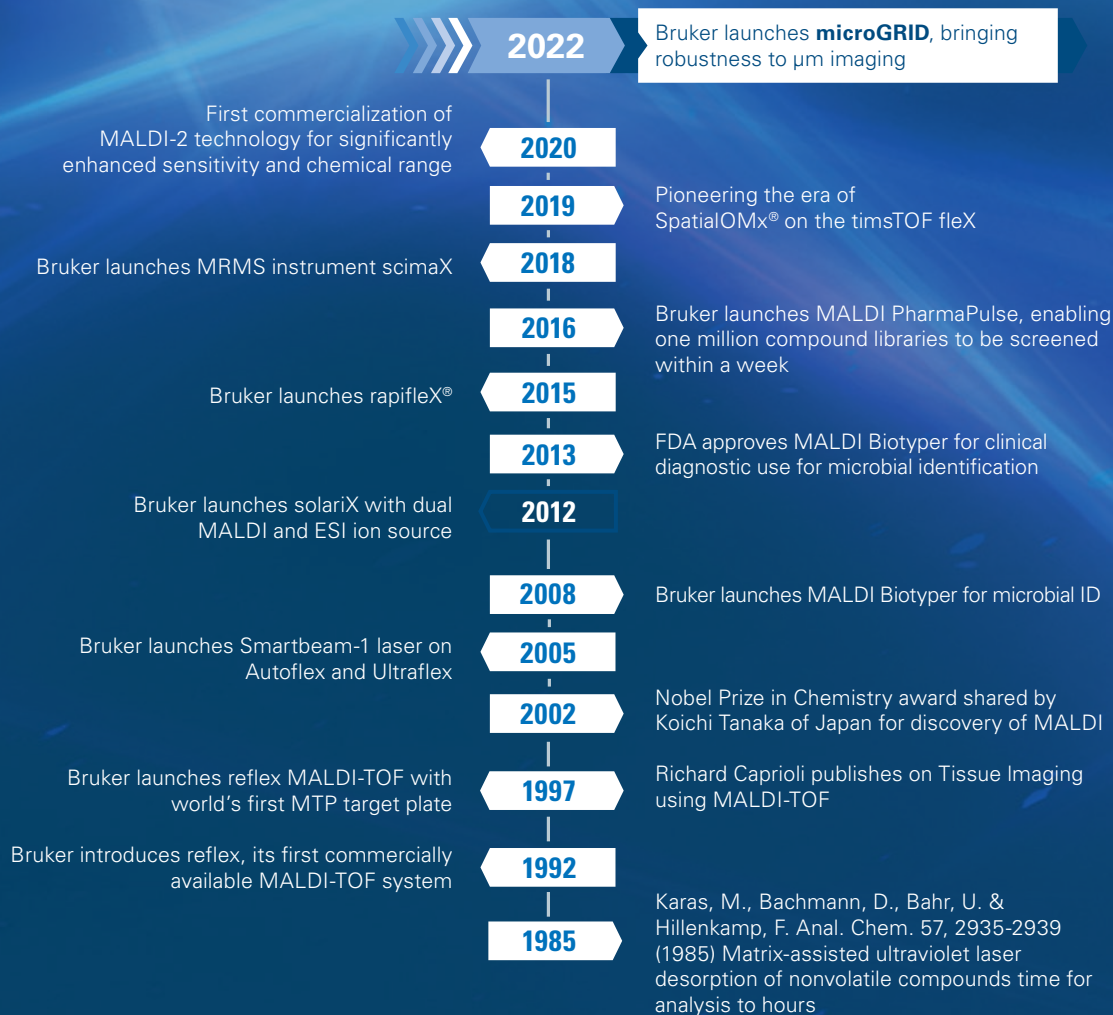 2022
Bruker launches microGRID, bringing
robustness to µm imaging
First commercialization of
MALDI-2 technology for significantly
enhanced sensitivity and chemical range
2020
2019
Pioneering the era of
SpatialOMx® on the timsTOF fleX
Bruker launches MRMS instrument scimaX
2018
2016
Bruker launches MALDI PharmaPulse, enabling
one million compound libraries to be screened
within a week
Bruker launches rapifleX®
2015
2013
FDA approves MALDI Biotyper for clinical
diagnostic use for microbial identification
Bruker launches solariX with dual
MALDI and ESI ion source
2012
2008
Bruker launches MALDI Biotyper for microbial ID
Bruker launches Smartbeam-1 laser on
Autoflex and Ultraflex
2005
2002
Nobel Prize in Chemistry award shared by
Koichi Tanaka of Japan for discovery of MALDI
Bruker launches reflex MALDI-TOF with
world's first MTP target plate
1997
Richard Caprioli publishes on Tissue Imaging
using MALDI-TOF
Bruker introduces reflex, its first commercially
available MALDI-TOF system
1992
1985
Karas, M., Bachmann, D., Bahr, U. &
Hillenkamp, F. Anal. Chem. 57, 2935-2939
(1985) Matrix-assisted ultraviolet laser
desorption of nonvolatile compounds time for
analysis to hours